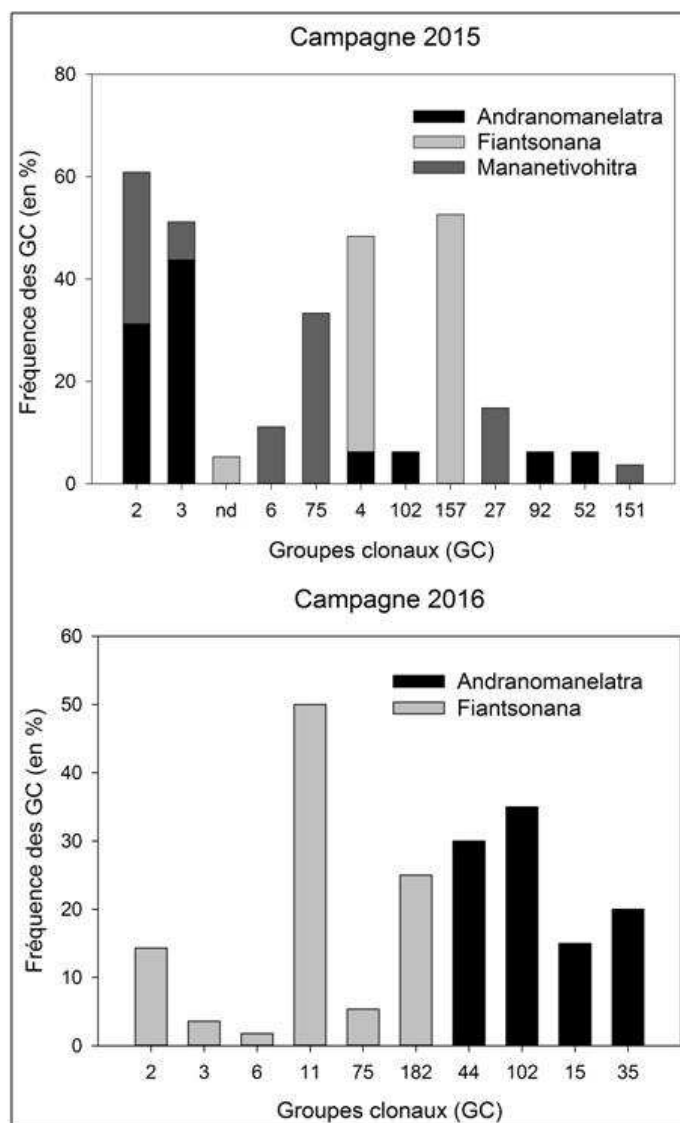 Campagne 2015
80
60
40
20
0
Fréquence des GC (en %)
Andranomanelatra
Fiantsonana
Mananetivohitra
2 3 nd 6 75 4 102 157 27 92 52 151
Groupes clonaux (GC)
Campagne 2016
60
50
40
30
20
10
0
Fréquence des GC (en %)
Andranomanelatra
Fiantsonana
2 3 6 11 75 182 44 102 15 35
Groupes clonaux (GC)